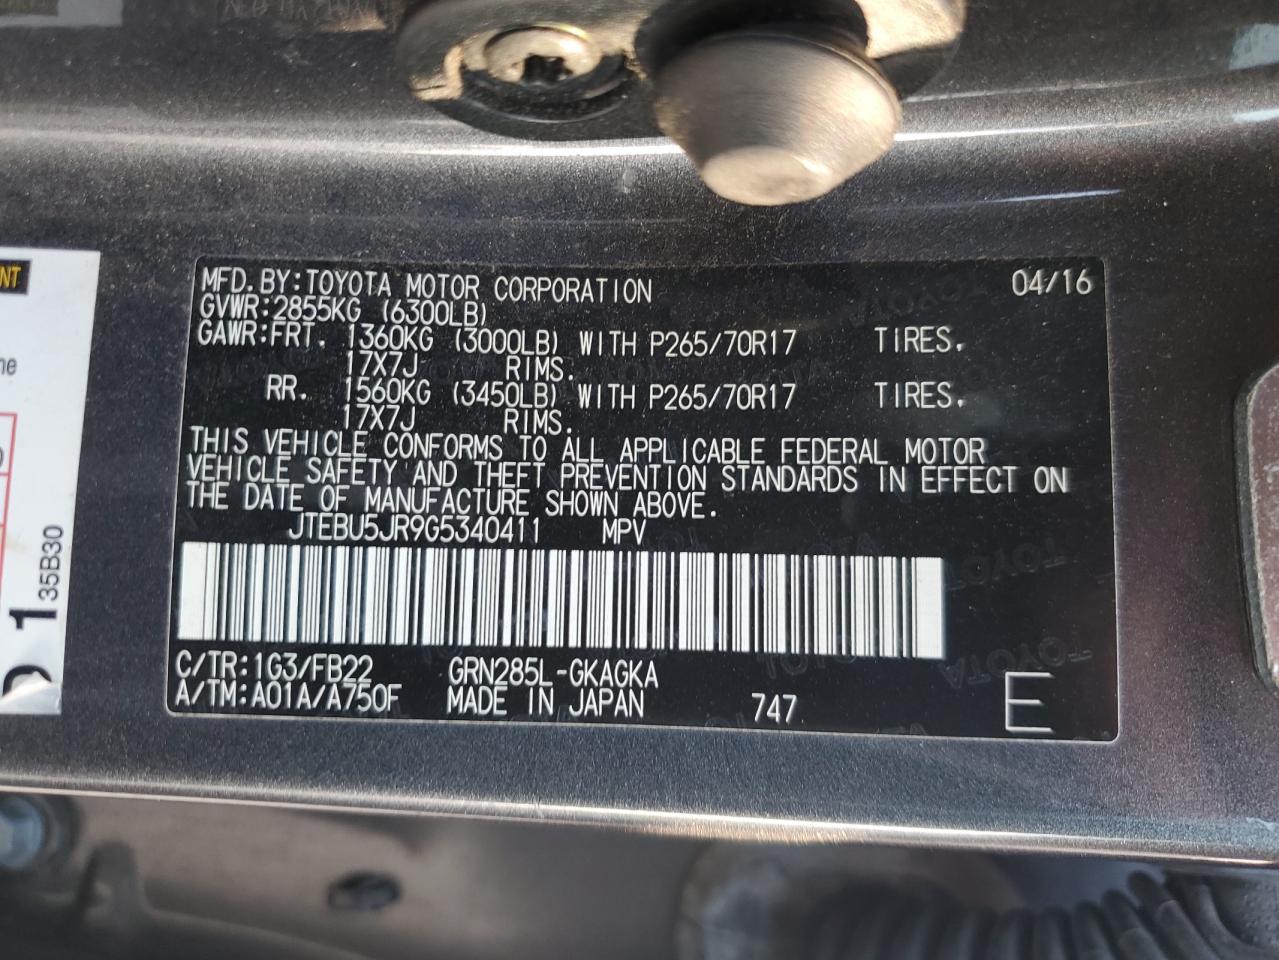 MFD.BY:TOYOTA MOTOR CORPORATION 04/16
GVWR:2855KG (6300LB)
GAWR:FRT. 1360KG (3000LB) WITH P265/70R17 TIRES.
17X7J RIMS.
RR. 1560KG (3450LB) WITH P265/70R17 TIRES.
17X7J RIMS.
THIS VEHICLE CONFORMS TO ALL APPLICABLE FEDERAL MOTOR
VEHICLE SAFETY AND THEFT PREVENTION STANDARDS IN EFFECT ON
THE DATE OF MANUFACTURE SHOWN ABOVE.
JTEBU5JR9G5340411 MPV
C/TR:1G3/FB22 GRN285L-GKAGKA
A/TM:A01A/A750F MADE IN JAPAN 747 E
35B30
1